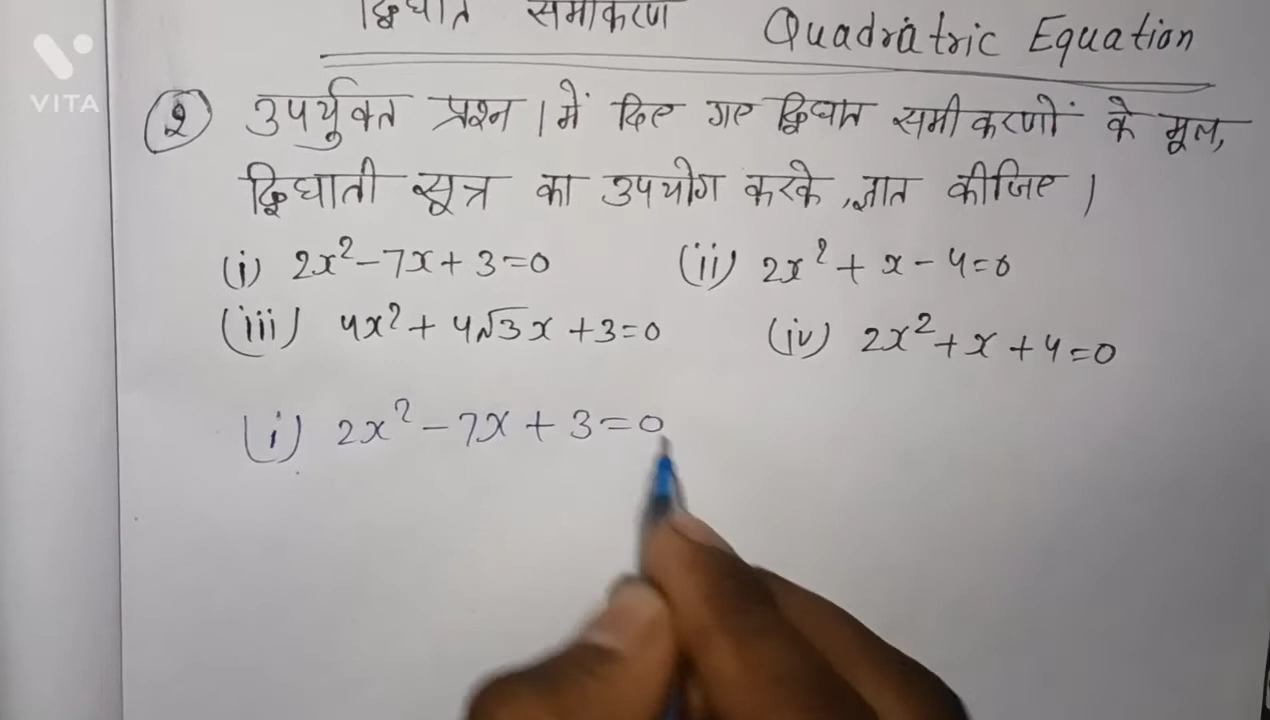 द्विघात समीकरण Quadratric Equation
VITA
(2) उपर्युक्त प्रश्न 1 में दिए गए द्विघात समीकरणों के मूल,
द्विघाती सूत्र का उपयोग करके, ज्ञात कीजिए।
(i) 2x²-7x+3=0 (ii) 2x²+x-4=0
(iii) 4x²+4√3x+3=0 (iv) 2x²+x+4=0
(i) 2x²-7x+3=0